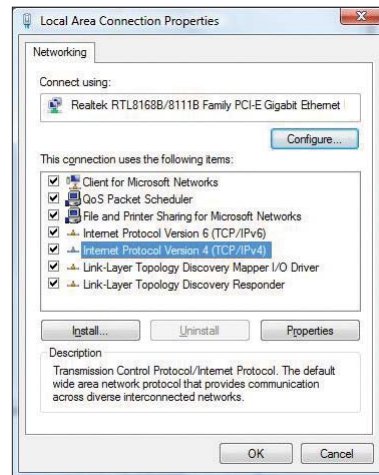 Local Area Connection Properties
Networking
Connect using:
Realtek RTL8168B/8111B Family PCI-E Gigabit Ethernet
Configure...
This connection uses the following items:
Client for Microsoft Networks
QoS Packet Scheduler
File and Printer Sharing for Microsoft Networks
Internet Protocol Version 6 (TCP/IPv6)
Internet Protocol Version 4 (TCP/IPv4)
Link-Layer Topology Discovery Mapper I/O Driver
Link-Layer Topology Discovery Responder
Install... Uninstall Properties
Description
Transmission Control Protocol/Internet Protocol. The default
wide area network protocol that provides communication
across diverse interconnected networks.
OK Cancel